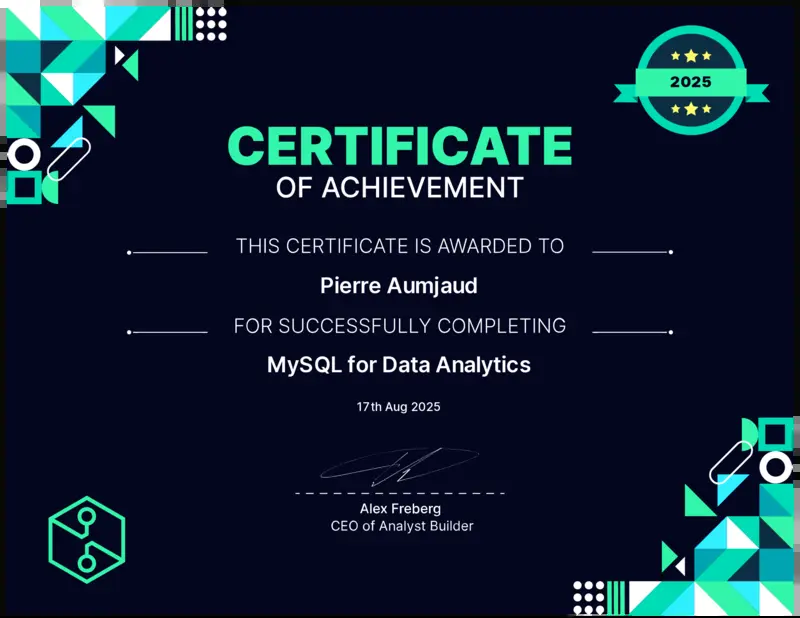 2025
CERTIFICATE
OF ACHIEVEMENT
THIS CERTIFICATE IS AWARDED TO
Pierre Aumjaud
FOR SUCCESSFULLY COMPLETING
MySQL for Data Analytics
17th Aug 2025
Alex Freberg
CEO of Analyst Builder